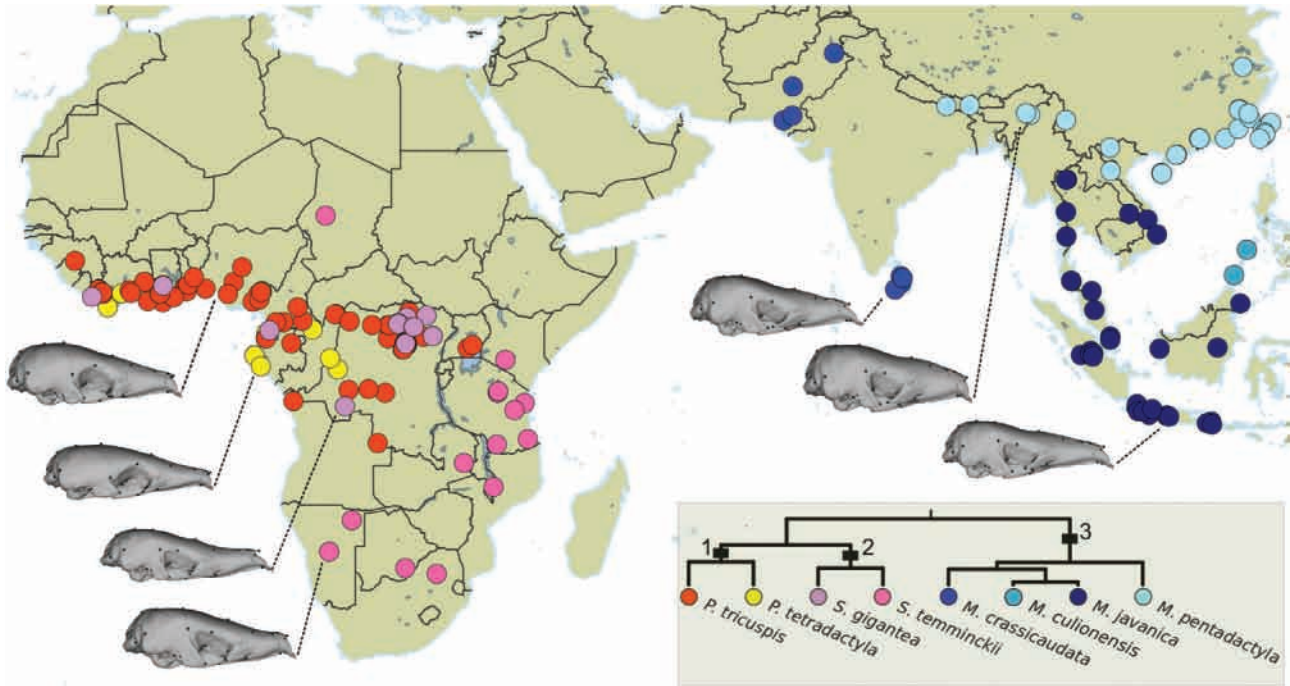 1
2
3
P. tricuspis
P. tetradactyla
S. gigantea
S. temminckii
M. crassicaudata
M. culionensis
M. javanica
M. pentadactyla